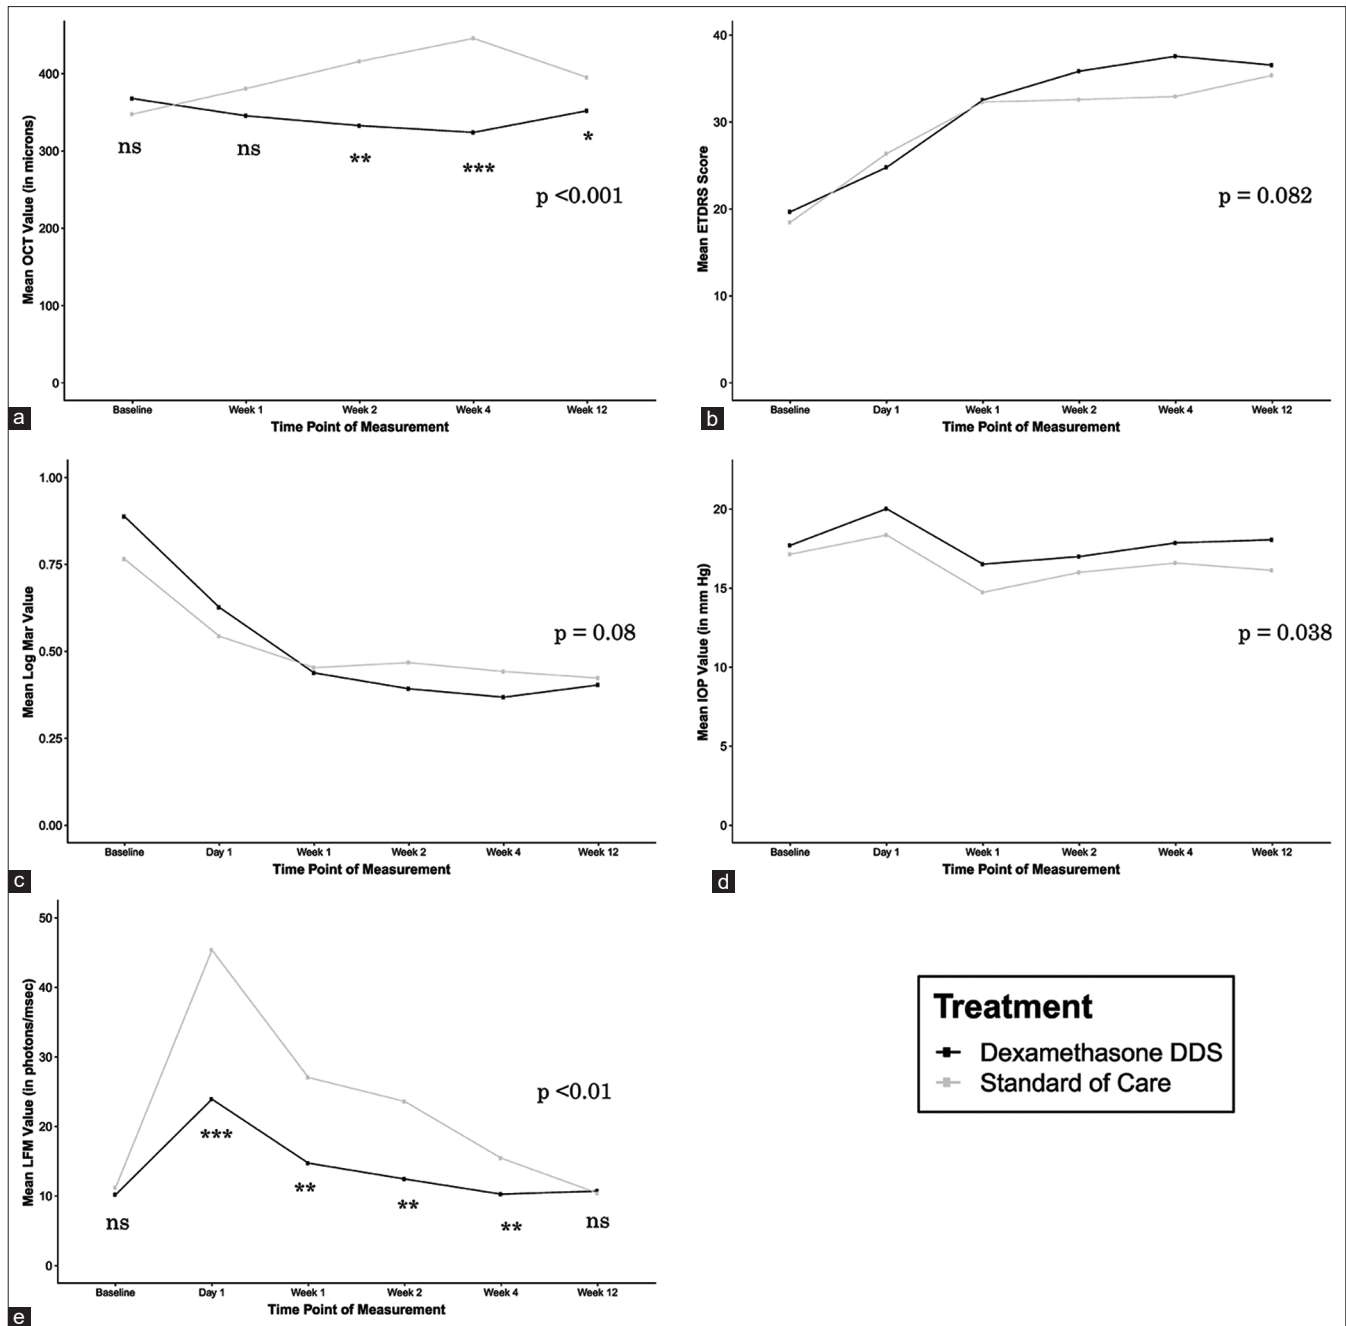 Mean OCT Value (in microns)
400
300
200
100
0
ns
ns
**
***
*
p <0.001
Baseline Week 1 Week 2 Week 4 Week 12
Time Point of Measurement
a
Mean ETDRS Score
40
30
20
10
0
p = 0.082
Baseline Day 1 Week 1 Week 2 Week 4 Week 12
Time Point of Measurement
b
Mean Log Mar Value
1.00
0.75
0.50
0.25
0.00
p = 0.08
Baseline Day 1 Week 1 Week 2 Week 4 Week 12
Time Point of Measurement
c
Mean IOP Value (in mm Hg)
20
15
10
5
0
p = 0.038
Baseline Day 1 Week 1 Week 2 Week 4 Week 12
Time Point of Measurement
d
Mean LFM Value (in photons/msec)
50
40
30
20
10
0
p <0.01
ns
***
**
**
**
ns
Baseline Day 1 Week 1 Week 2 Week 4 Week 12
Time Point of Measurement
e
Treatment
Dexamethasone DDS
Standard of Care